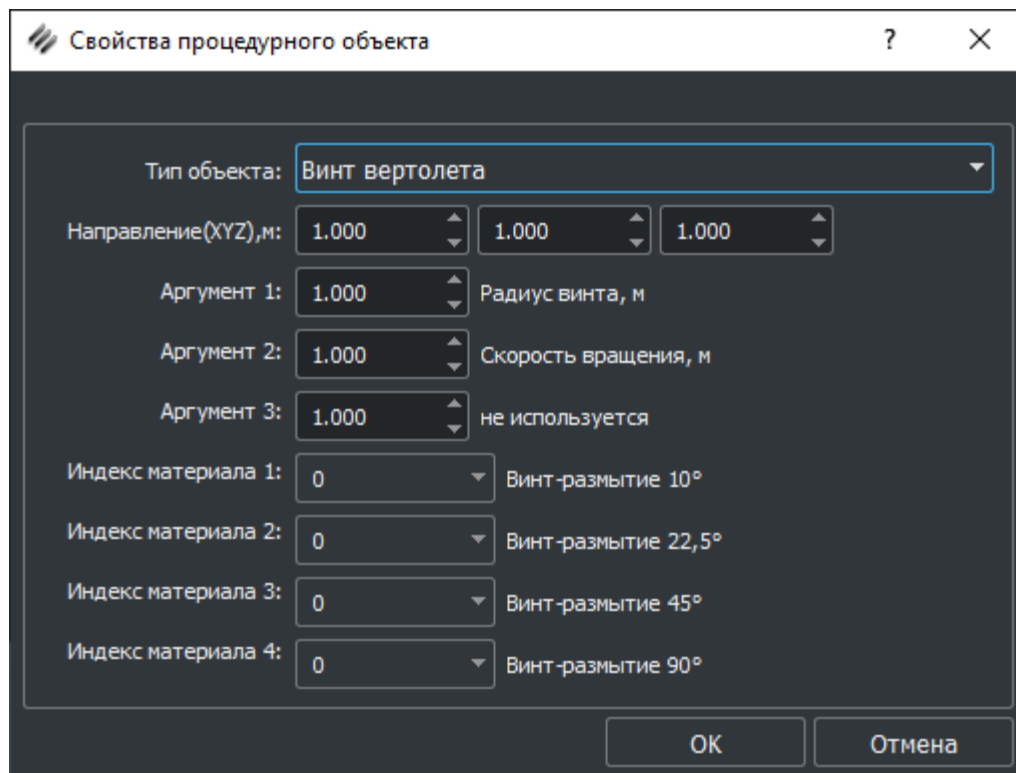 Свойства процедурного объекта ?
Тип объекта: Винт вертолета
Направление(XYZ),м: 1.000 1.000 1.000
Аргумент 1: 1.000 Радиус винта, м
Аргумент 2: 1.000 Скорость вращения, м
Аргумент 3: 1.000 не используется
Индекс материала 1: 0 Винт-размытие 10°
Индекс материала 2: 0 Винт-размытие 22,5°
Индекс материала 3: 0 Винт-размытие 45°
Индекс материала 4: 0 Винт-размытие 90°
OK Отмена